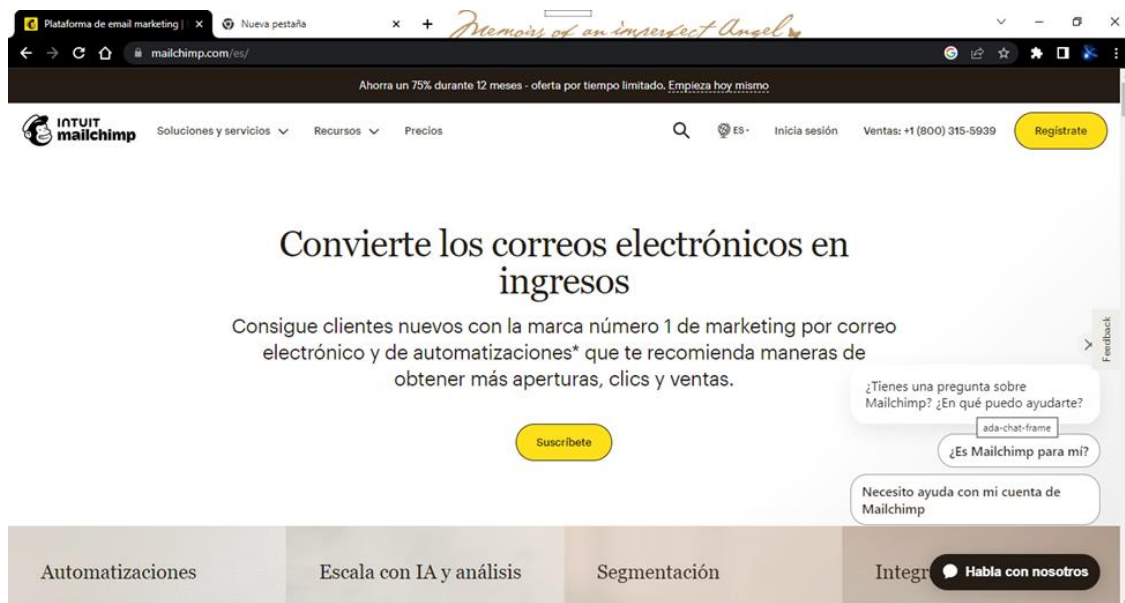 Plataforma de email marketing |
Nueva pestaña
Memoirs of an imperfect Angel
mailchimp.com/es/
Ahorra un 75% durante 12 meses - oferta por tiempo limitado. Empieza hoy mismo
INTUIT
mailchimp
Soluciones y servicios
Recursos
Precios
ES
Inicia sesión
Ventas: +1 (800) 315-5939
Regístrate
Convierte los correos electrónicos en
ingresos
Consigue clientes nuevos con la marca número 1 de marketing por correo
electrónico y de automatizaciones* que te recomienda maneras de
obtener más aperturas, clics y ventas.
Suscríbete
Feedback
¿Tienes una pregunta sobre
Mailchimp? ¿En qué puedo ayudarte?
ada-chat-frame
¿Es Mailchimp para mí?
Necesito ayuda con mi cuenta de
Mailchimp
Automatizaciones
Escala con IA y análisis
Segmentación
Integr
Habla con nosotros